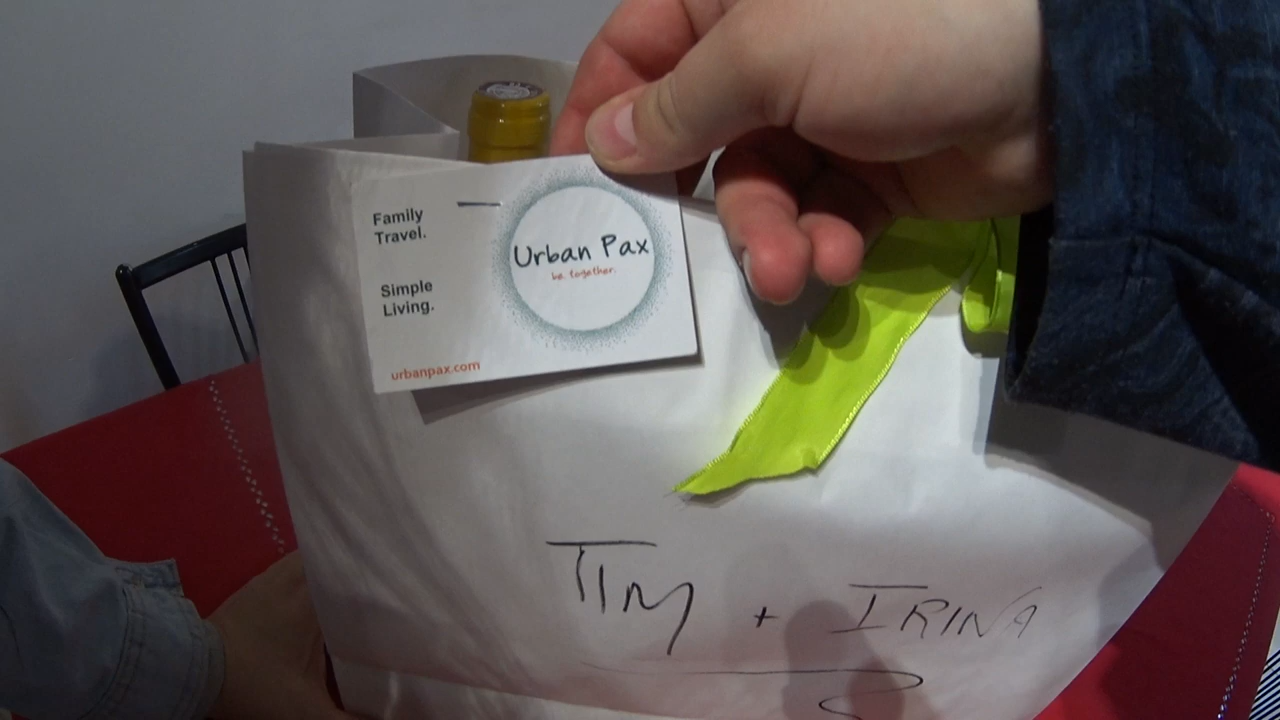 Family
Travel.
Simple
Living.
urbanpax.com
Urban Pax
be together.
TIM + IRINA